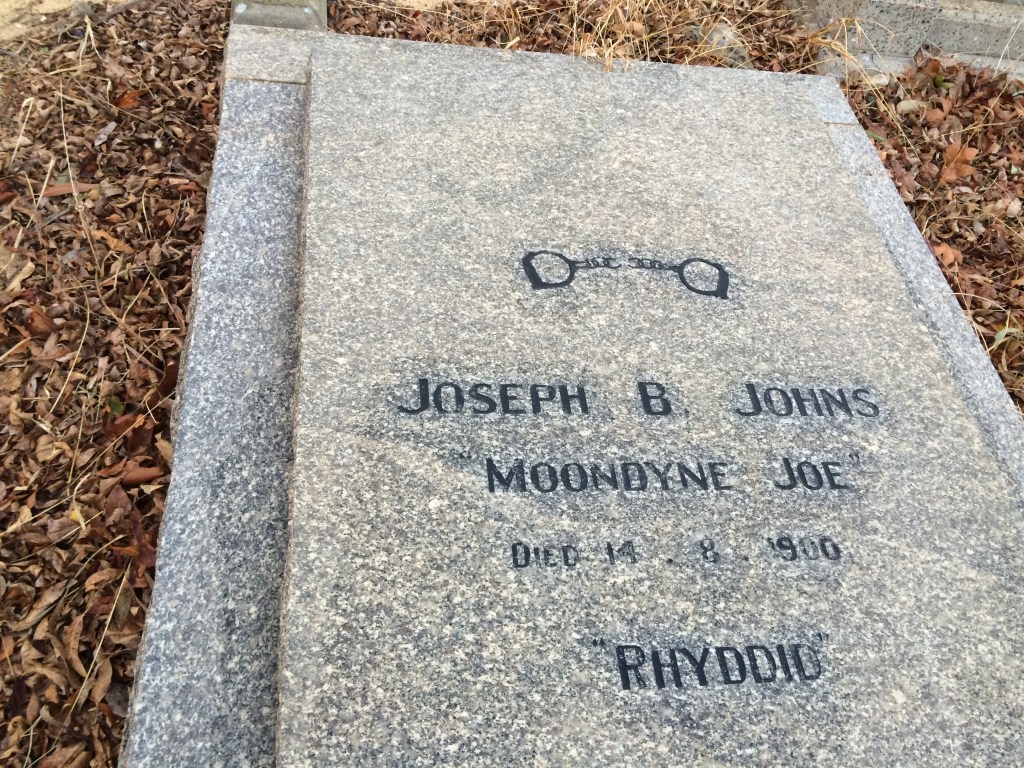 JOSEPH B. JOHNS
"MOONDYNE JOE"
DIED 14 . 8 . 1900
"RHYDDID"